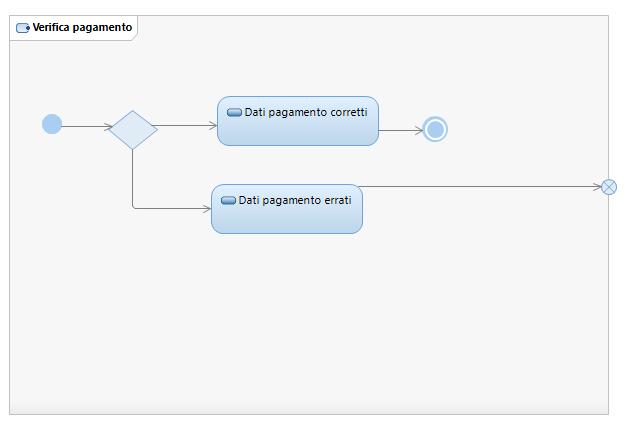 Verifica pagamento
Dati pagamento corretti
Dati pagamento errati